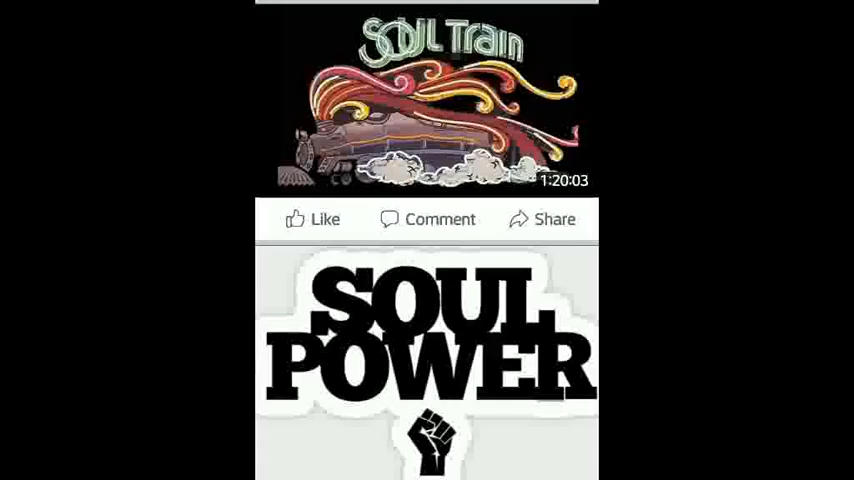 SOUL Train
1:20:03
Like Comment Share
SOUL
POWER